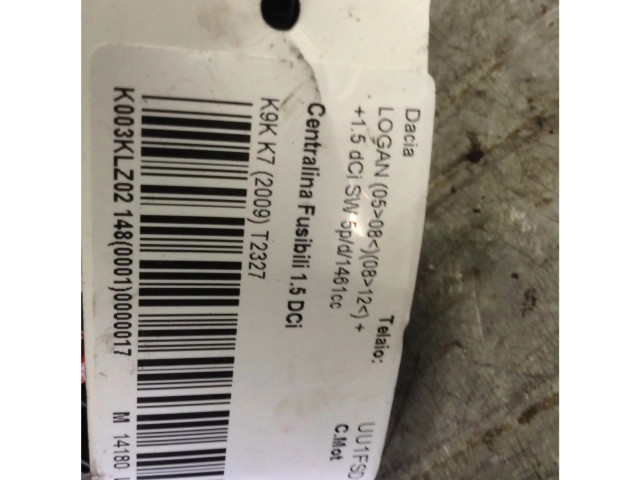 Dacia
LOGAN (05>08<)(08>12<) +
+1.5 dCi SW 5p/d/1461cc
Telaio: UU1FSD
C.Mot
Centralina Fusibili 1.5 DCi
K9K K7 (2009) T2327
K003KLZ02 148(0001)0000017 M 14180